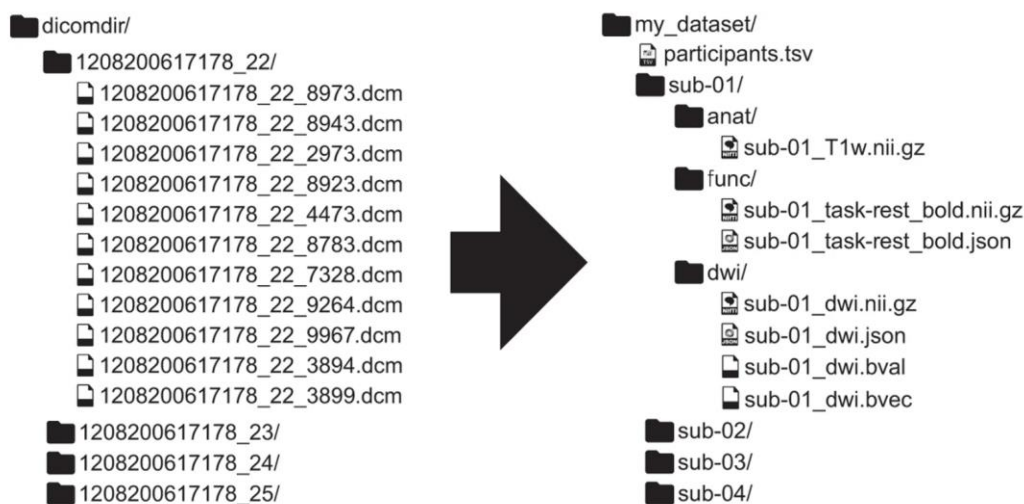 dicomdir/
1208200617178_22/
1208200617178_22_8973.dcm
1208200617178_22_8943.dcm
1208200617178_22_2973.dcm
1208200617178_22_8923.dcm
1208200617178_22_4473.dcm
1208200617178_22_8783.dcm
1208200617178_22_7328.dcm
1208200617178_22_9264.dcm
1208200617178_22_9967.dcm
1208200617178_22_3894.dcm
1208200617178_22_3899.dcm
1208200617178_23/
1208200617178_24/
1208200617178_25/
my_dataset/
participants.tsv
sub-01/
anat/
sub-01_T1w.nii.gz
func/
sub-01_task-rest_bold.nii.gz
sub-01_task-rest_bold.json
dwi/
sub-01_dwi.nii.gz
sub-01_dwi.json
sub-01_dwi.bval
sub-01_dwi.bvec
sub-02/
sub-03/
sub-04/